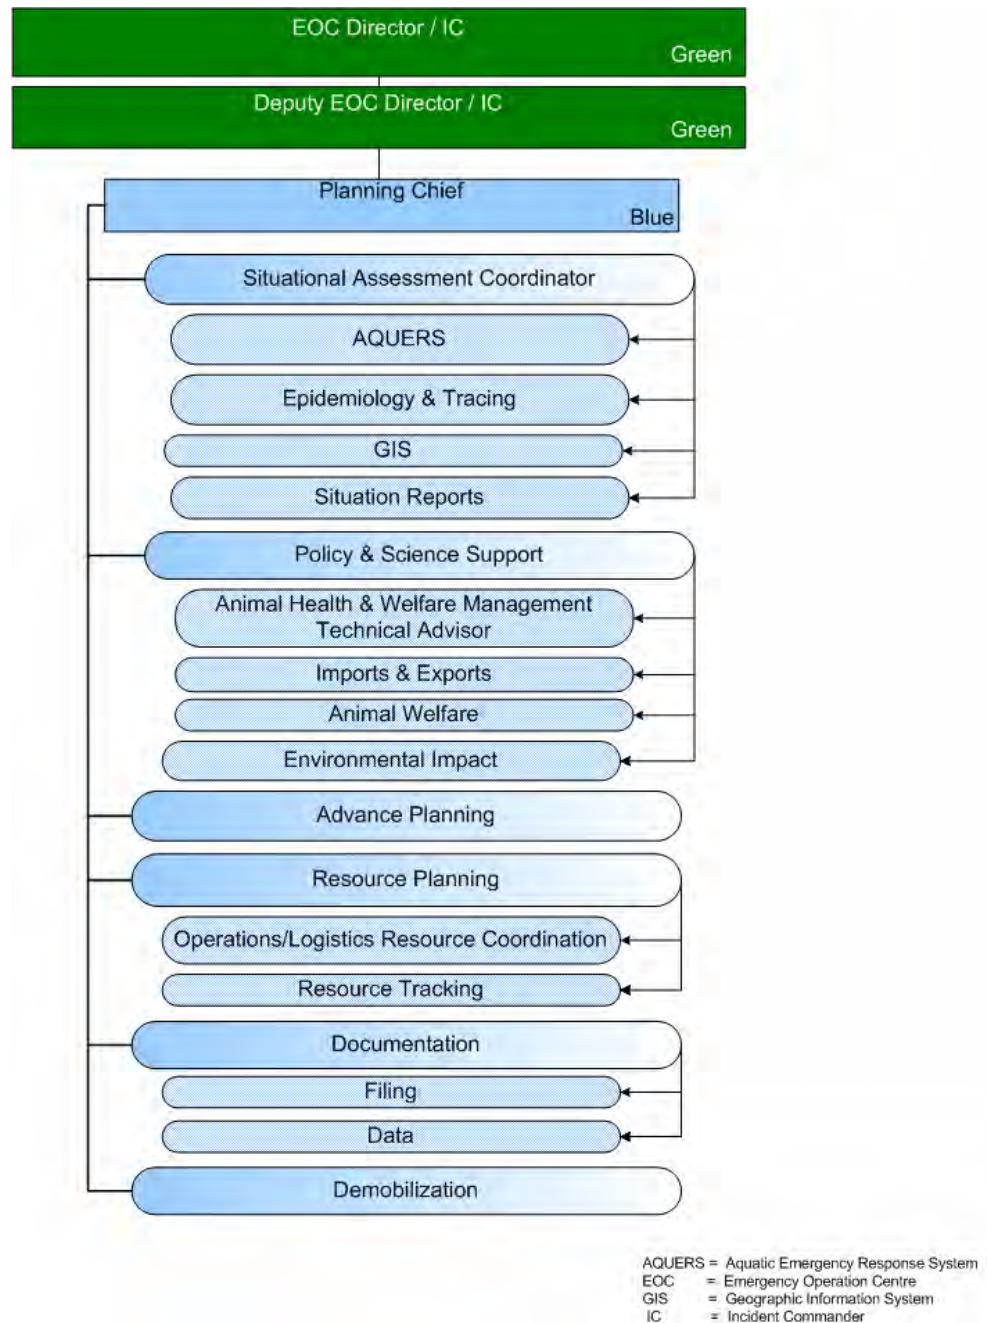 EOC Director / IC
Green
Deputy EOC Director / IC
Green
Planning Chief
Blue
Situational Assessment Coordinator
AQUERS
Epidemiology & Tracing
GIS
Situation Reports
Policy & Science Support
Animal Health & Welfare Management
Technical Advisor
Imports & Exports
Animal Welfare
Environmental Impact
Advance Planning
Resource Planning
Operations/Logistics Resource Coordination
Resource Tracking
Documentation
Filing
Data
Demobilization
AQUERS = Aquatic Emergency Response System
EOC = Emergency Operation Centre
GIS = Geographic Information System
IC = Incident Commander